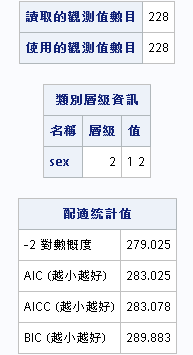 讀取的觀測值數目 228
使用的觀測值數目 228
類別層級資訊
名稱 層級 值
sex 2 1 2
配適統計值
-2 對數概度 279.025
AIC (越小越好) 283.025
AICC (越小越好) 283.078
BIC (越小越好) 289.883